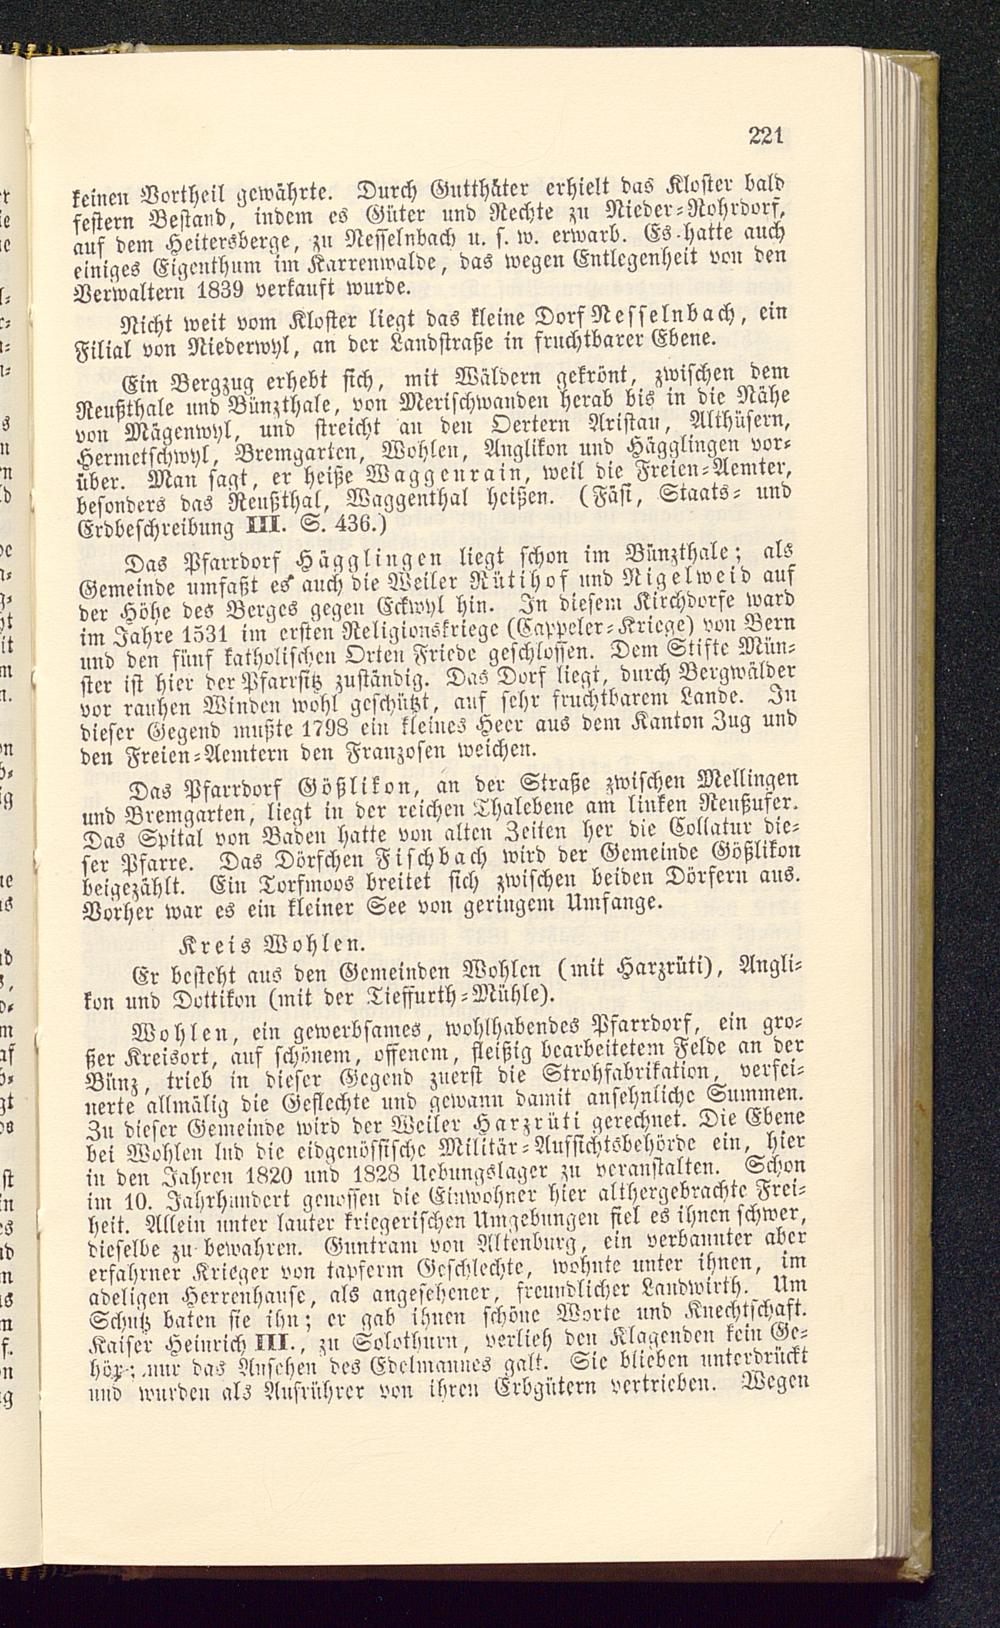 221
keinen Vortheil gewährte. Durch Gutthäter erhielt das Kloster bald
festern Bestand, indem es Güter und Rechte zu Nieder-Rohrdorf,
auf dem Heitersberge, zu Nesselnbach u. s. w. erwarb. Es hatte auch
einiges Eigenthum im Karrenwalde, das wegen Entlegenheit von den
Verwaltern 1839 verkauft wurde.
Nicht weit vom Kloster liegt das kleine Dorf Nesselnbach, ein
Filial von Niederwyl, an der Landstraße in fruchtbarer Ebene.
Ein Bergzug erhebt sich, mit Wäldern gekrönt, zwischen dem
Reußthale und Bünzthale, von Merischwanden herab bis in die Nähe
von Mägenwyl, und streicht an den Oertern Aristau, Althüsern,
Hermetschwyl, Bremgarten, Wohlen, Anglikon und Hägglingen vor-
über. Man sagt, er heiße Waggenrain, weil die Freien-Aemter,
besonders das Reußthal, Waggenthal heißen. (Fäsi, Staats- und
Erdbeschreibung III. S. 436.)
Das Pfarrdorf Hägglingen liegt schon im Bünzthale; als
Gemeinde umfaßt es auch die Weiler Rütihof und Nigelweid auf
der Höhe des Berges gegen Eckwyl hin. In diesem Kirchdorfe ward
im Jahre 1531 im ersten Religionskriege (Cappeler-Kriege) von Bern
und den fünf katholischen Orten Friede geschlossen. Dem Stifte Mün-
ster ist hier der Pfarrsitz zuständig. Das Dorf liegt, durch Bergwälder
vor rauhen Winden wohl geschützt, auf sehr fruchtbarem Lande. In
dieser Gegend mußte 1798 ein kleines Heer aus dem Kanton Zug und
den Freien-Aemtern den Franzosen weichen.
Das Pfarrdorf Gößlikon, an der Straße zwischen Mellingen
und Bremgarten, liegt in der reichen Thalebene am linken Reußufer.
Das Spital von Baden hatte von alten Zeiten her die Collatur die-
ser Pfarre. Das Dörfchen Fischbach wird der Gemeinde Gößlikon
beigezählt. Ein Torfmoos breitet sich zwischen beiden Dörfern aus.
Vorher war es ein kleiner See von geringem Umfange.
Kreis Wohlen.
Er besteht aus den Gemeinden Wohlen (mit Harzrüti), Angli-
kon und Dottikon (mit der Tieffurth-Mühle).
Wohlen, ein gewerbsames, wohlhabendes Pfarrdorf, ein gro-
ßer Kreisort, auf schönem, offenem, fleißig bearbeitetem Felde an der
Bünz, trieb in dieser Gegend zuerst die Strohfabrikation, verfei-
nerte allmälig die Geflechte und gewann damit ansehnliche Summen.
Zu dieser Gemeinde wird der Weiler Harzrüti gerechnet. Die Ebene
bei Wohlen lud die eidgenössische Militär-Aufsichtsbehörde ein, hier
in den Jahren 1820 und 1828 Uebungslager zu veranstalten. Schon
im 10. Jahrhundert genossen die Einwohner hier althergebrachte Frei-
heit. Allein unter lauter kriegerischen Umgebungen fiel es ihnen schwer,
dieselbe zu bewahren. Guntram von Altenburg, ein verbannter aber
erfahrner Krieger von tapferm Geschlechte, wohnte unter ihnen, im
adeligen Herrenhause, als angesehener, freundlicher Landwirth. Um
Schutz baten sie ihn; er gab ihnen schöne Worte und Knechtschaft.
Kaiser Heinrich III., zu Solothurn, verlieh den Klagenden kein Ge-
hör; nur das Ansehen des Edelmannes galt. Sie blieben unterdrückt
und wurden als Aufrührer von ihren Erbgütern vertrieben. Wegen